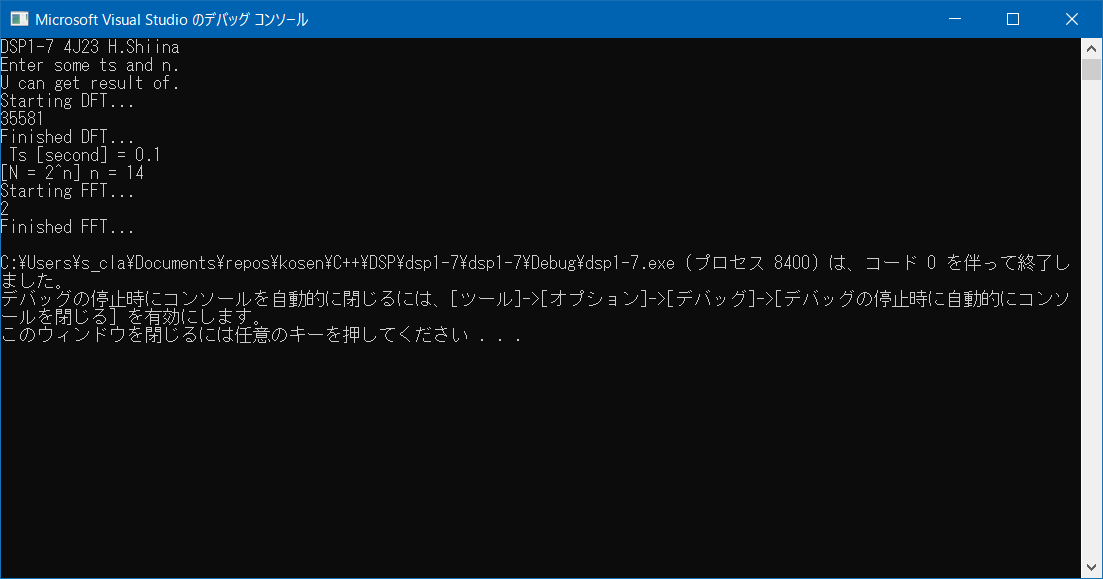 Microsoft Visual Studio のデバッグ コンソール
DSP1-7 4J23 H.Shiina
Enter some ts and n.
U can get result of.
Starting DFT...
35581
Finished DFT...
 Ts [second] = 0.1
[N = 2^n] n = 14
Starting FFT...
2
Finished FFT...
C:¥Users¥s_cla¥Documents¥repos¥kosen¥C++¥DSP¥dsp1-7¥dsp1-7¥Debug¥dsp1-7.exe (プロセス 8400) は、コード 0 を伴って終了し
ました。
デバッグの停止時にコンソールを自動的に閉じるには、[ツール]->[オプション]->[デバッグ]->[デバッグの停止時に自動的にコンソ
ールを閉じる] を有効にします。
このウィンドウを閉じるには任意のキーを押してください . . .